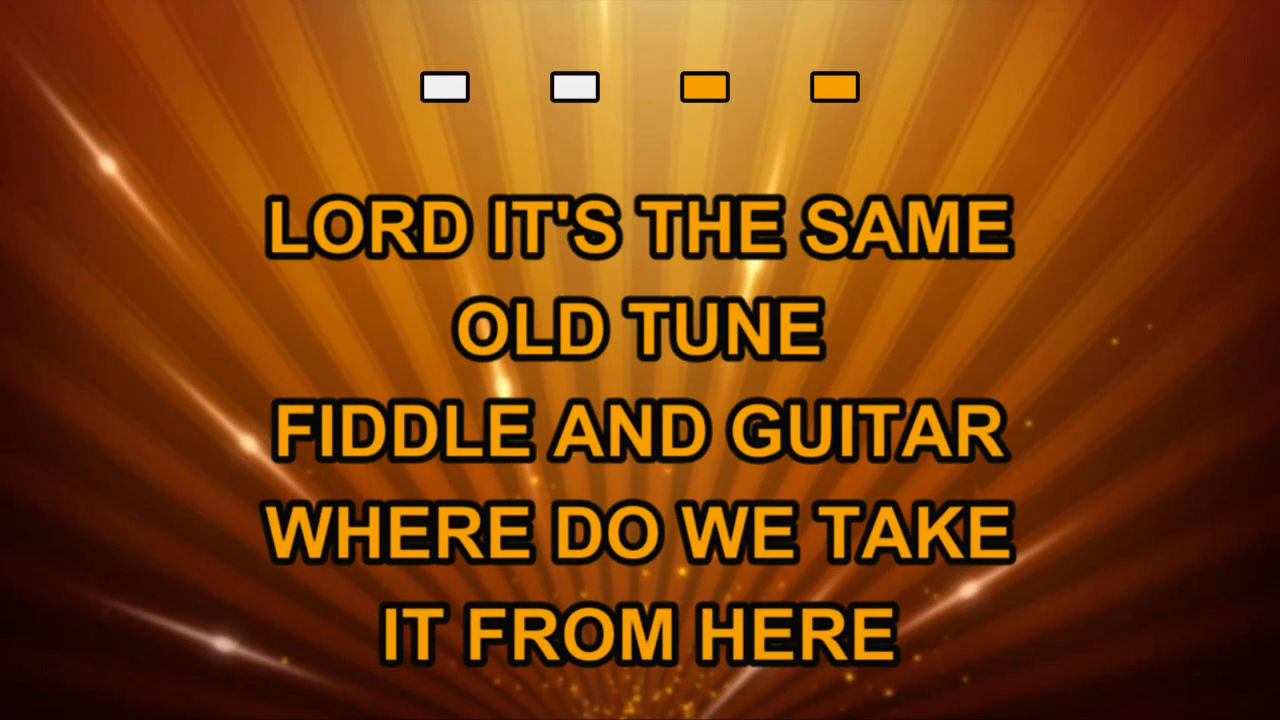 LORD IT'S THE SAME
OLD TUNE
FIDDLE AND GUITAR
WHERE DO WE TAKE
IT FROM HERE